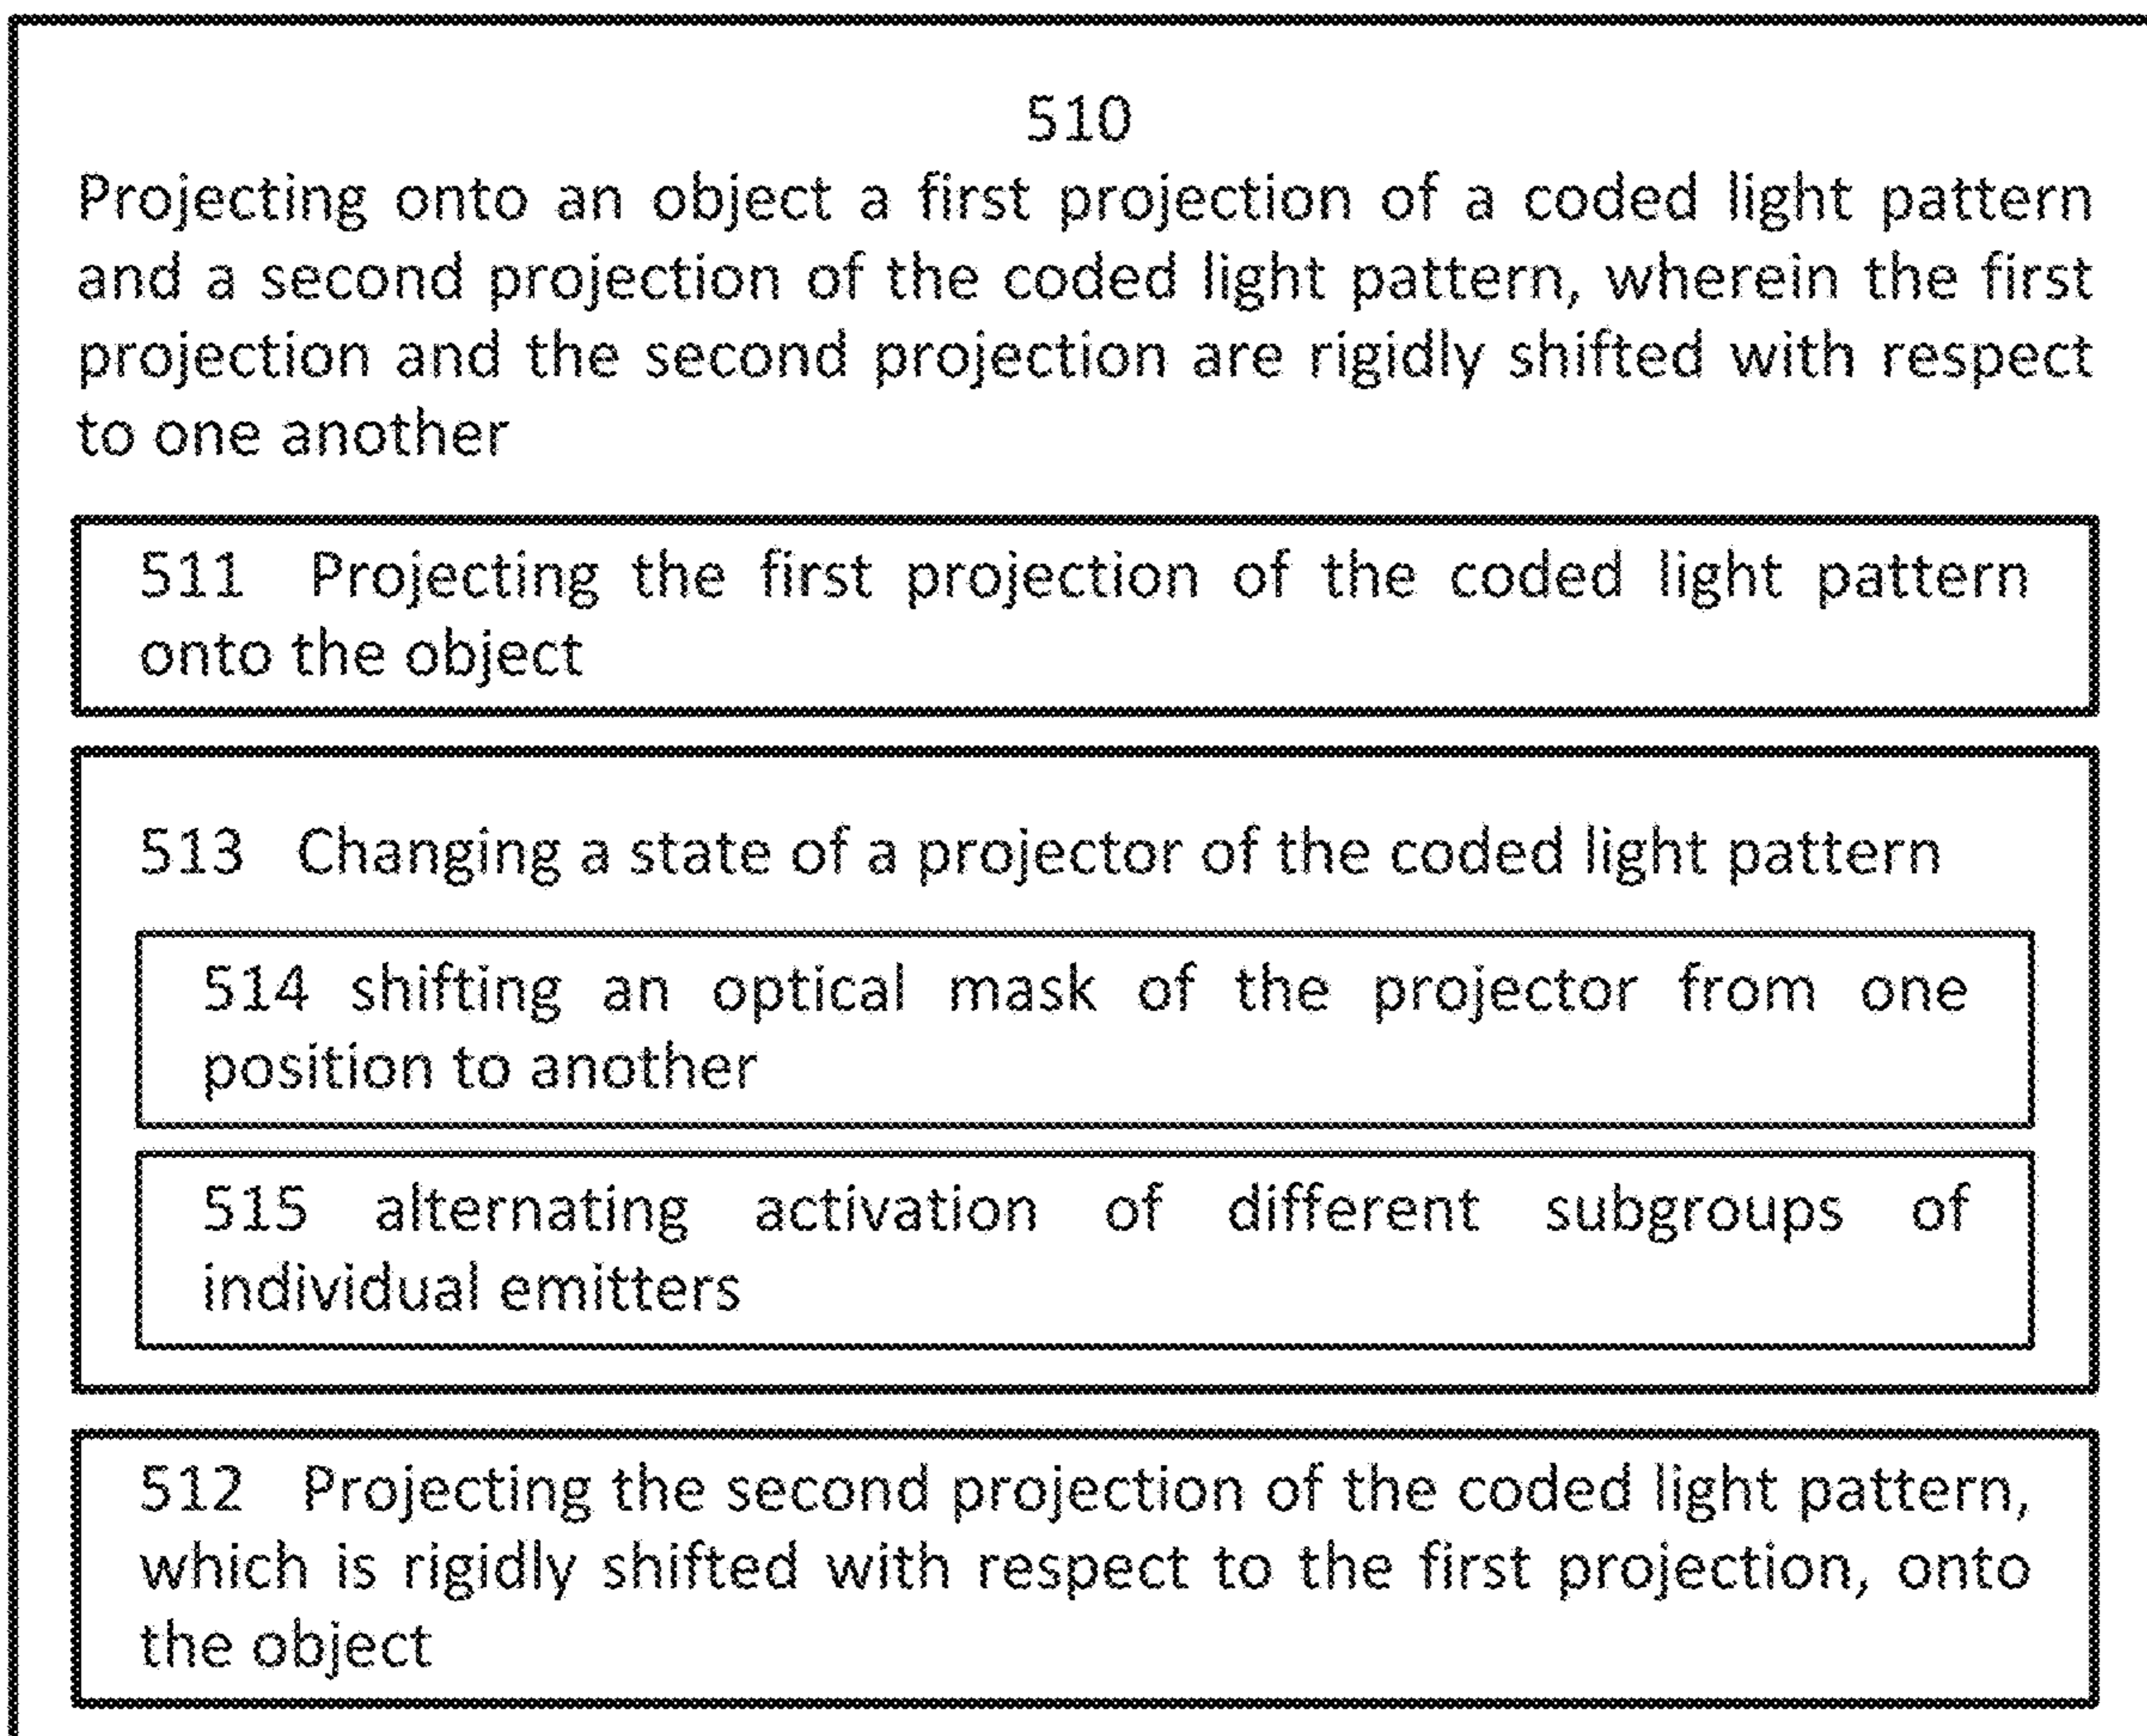 510
Projecting onto an object a first projection of a coded light pattern
and a second projection of the coded light pattern, wherein the first
projection and the second projection are rigidly shifted with respect
to one another
511 Projecting the first projection of the coded light pattern
onto the object
513 Changing a state of a projector of the coded light pattern
514 shifting an optical mask of the projector from one
position to another
515 alternating activation of different subgroups of
individual emitters
512 Projecting the second projection of the coded light pattern,
which is rigidly shifted with respect to the first projection, onto
the object